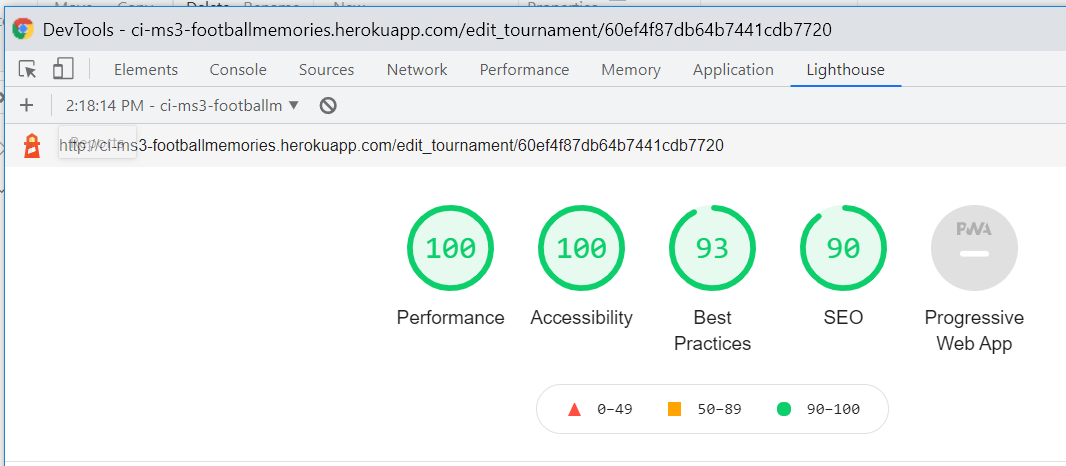 Delete
DevTools - ci-ms3-footballmemories.herokuapp.com/edit_tournament/60ef4f87db64b7441cdb7720
Elements Console Sources Network Performance Memory Application Lighthouse
+ 2:18:14 PM - ci-ms3-footballm ▼
Reports
http://ci-ms3-footballmemories.herokuapp.com/edit_tournament/60ef4f87db64b7441cdb7720
100 100 93 90 PWA
Performance Accessibility Best Practices SEO Progressive Web App
0–49 50–89 90–100